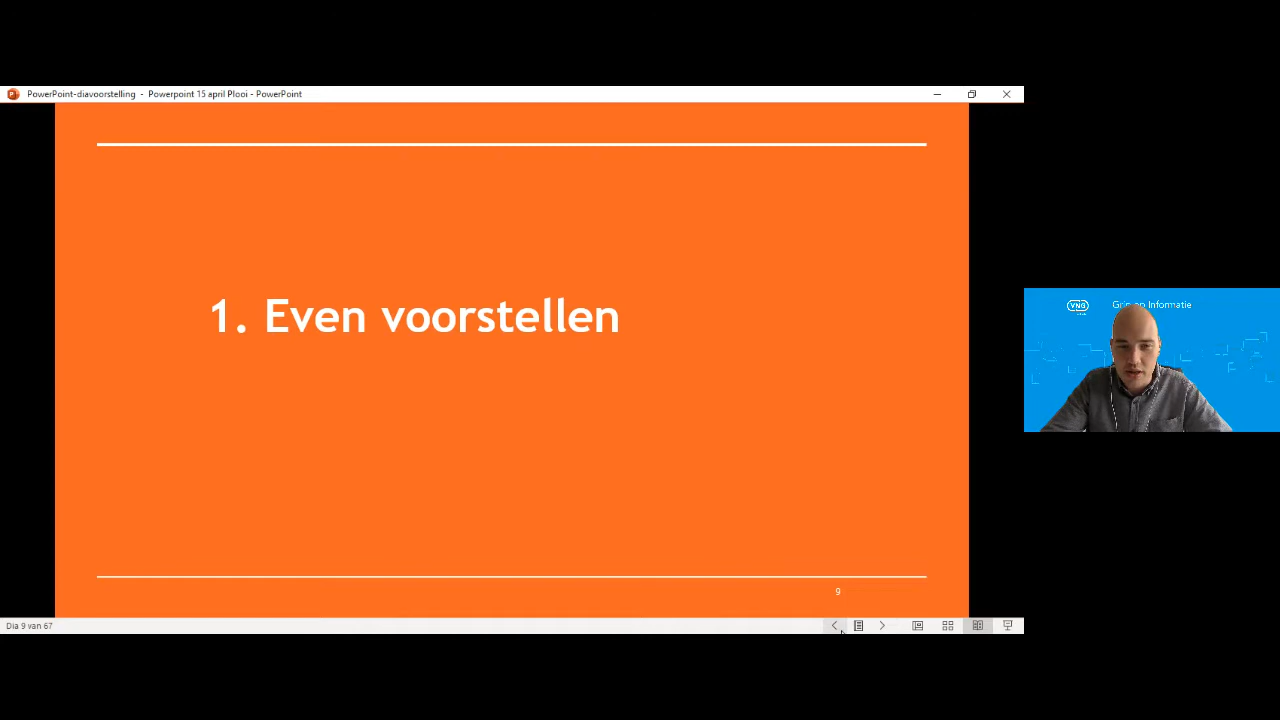 PowerPoint-diavoorstelling - Powerpoint 15 april Plooi - PowerPoint
1. Even voorstellen
9
Dia 9 van 67
VNG
Grip op Informatie